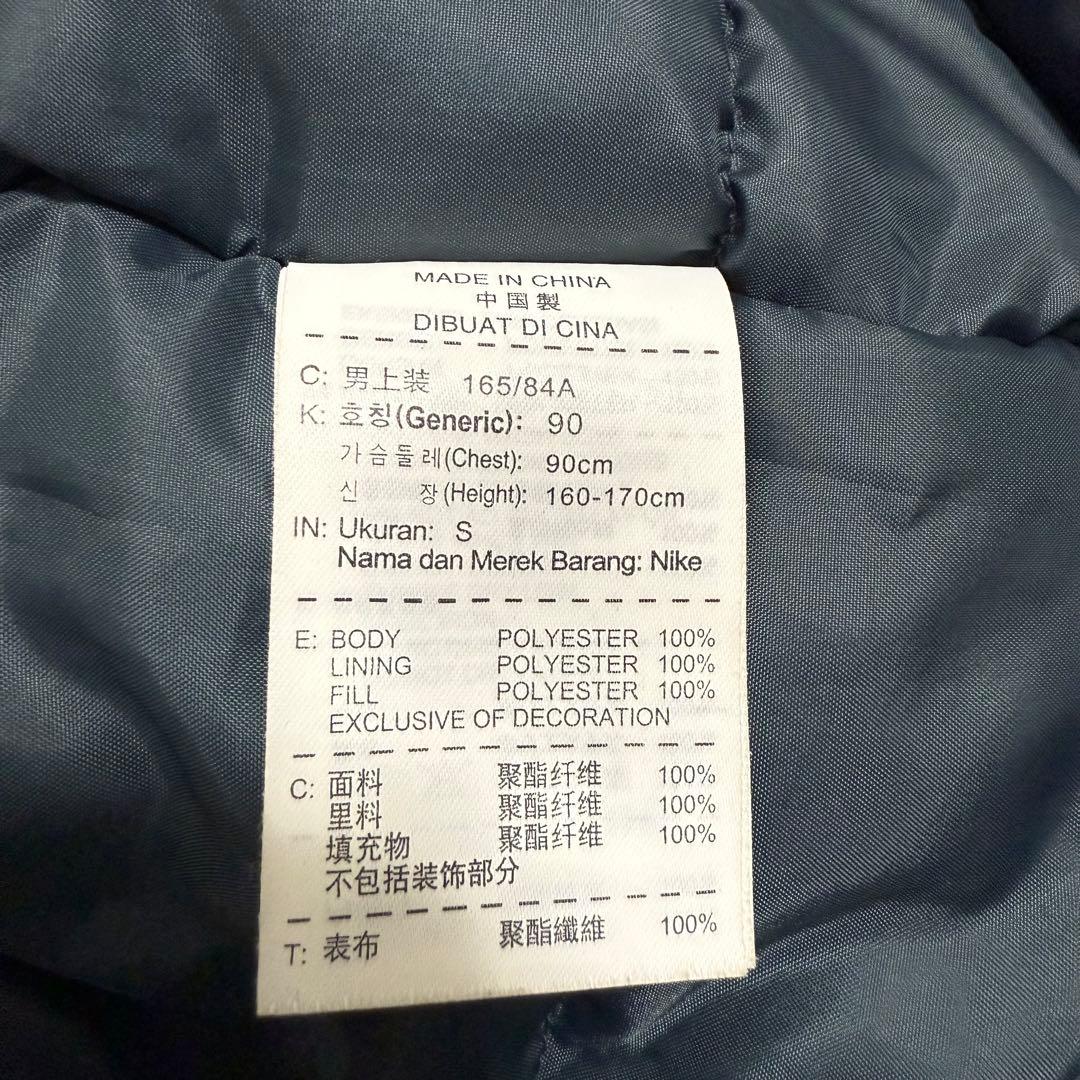 MADE IN CHINA
中国製
DIBUAT DI CINA
C: 男上装 165/84A
K: 호칭(Generic): 90
가슴둘레(Chest): 90cm
신 장(Height): 160-170cm
IN: Ukuran: S
Nama dan Merek Barang: Nike
E: BODY POLYESTER 100%
LINING POLYESTER 100%
FILL POLYESTER 100%
EXCLUSIVE OF DECORATION
C: 面料 聚酯纤维 100%
里料 聚酯纤维 100%
填充物 聚酯纤维 100%
不包括装饰部分
T: 表布 聚酯纖維 100%